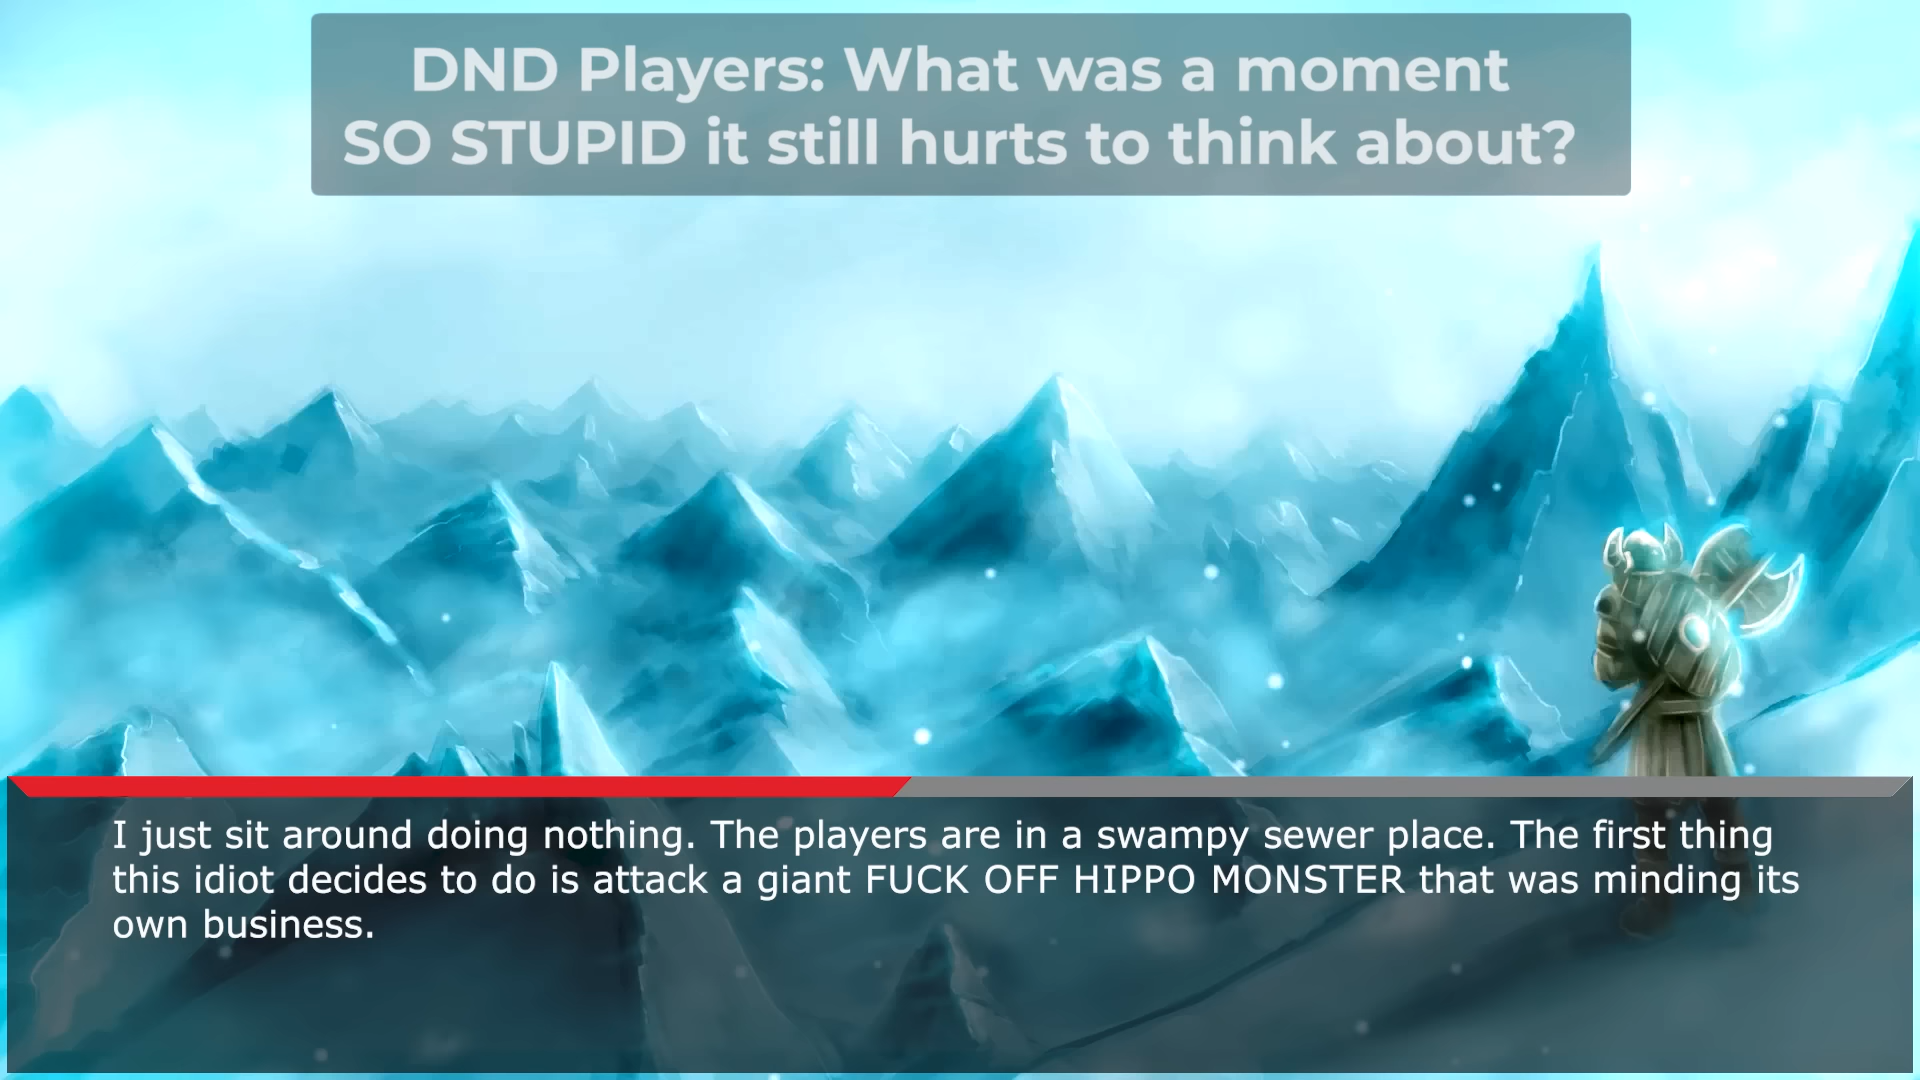 DND Players: What was a moment
SO STUPID it still hurts to think about?
I just sit around doing nothing. The players are in a swampy sewer place. The first thing
this idiot decides to do is attack a giant FUCK OFF HIPPO MONSTER that was minding its
own business.